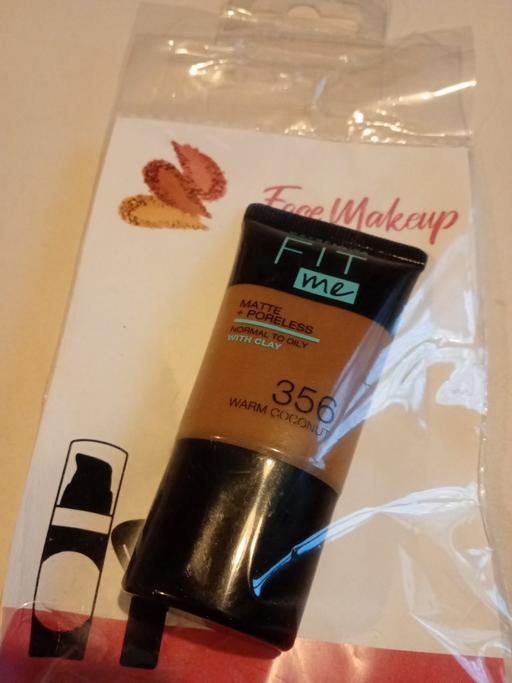 Face Makeup
FIT
me
MATTE
+ PORELESS
NORMAL TO OILY
WITH CLAY
356
WARM COCONUT